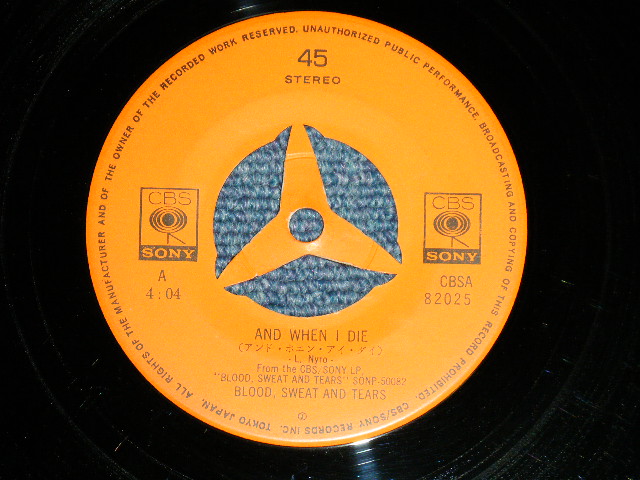 ALL RIGHTS OF THE MANUFACTURER AND OF THE OWNER OF THE RECORDED WORK RESERVED. UNAUTHORIZED PUBLIC PERFORMANCE, BROADCASTING AND COPYING OF THIS RECORD PROHIBITED. CBS/SONY RECORDS INC. TOKYO JAPAN.
45
STEREO
CBS
SONY
CBS
SONY
A
4:04
CBSA
82025
AND WHEN I DIE
(アンド・ホエン・アイ・ダイ)
- L. Nyro -
From the CBS/SONY LP
"BLOOD, SWEAT AND TEARS" SONP-50082
BLOOD, SWEAT AND TEARS